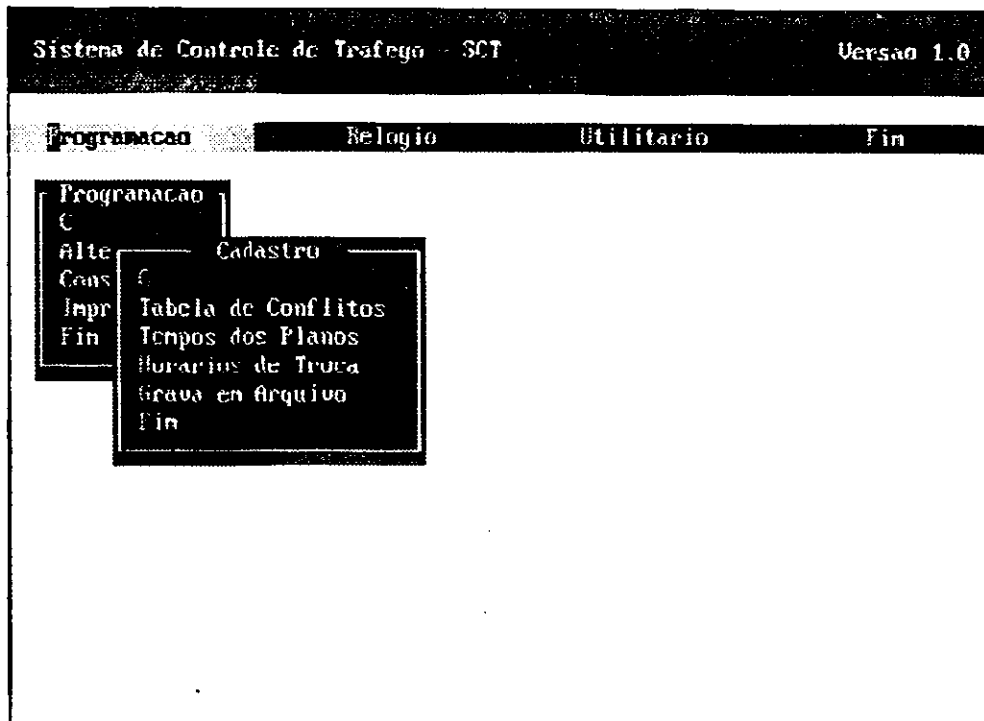 Sistema de Controle de Trafego - SCT Versao 1.0
Programacao Relogio Utilitario Fim
Programacao
C
Alte
Cons
Impr
Fim
Cadastro
C
Tabela de Conflitos
Tempos dos Planos
Horarios de Troca
Grava em Arquivo
Fim